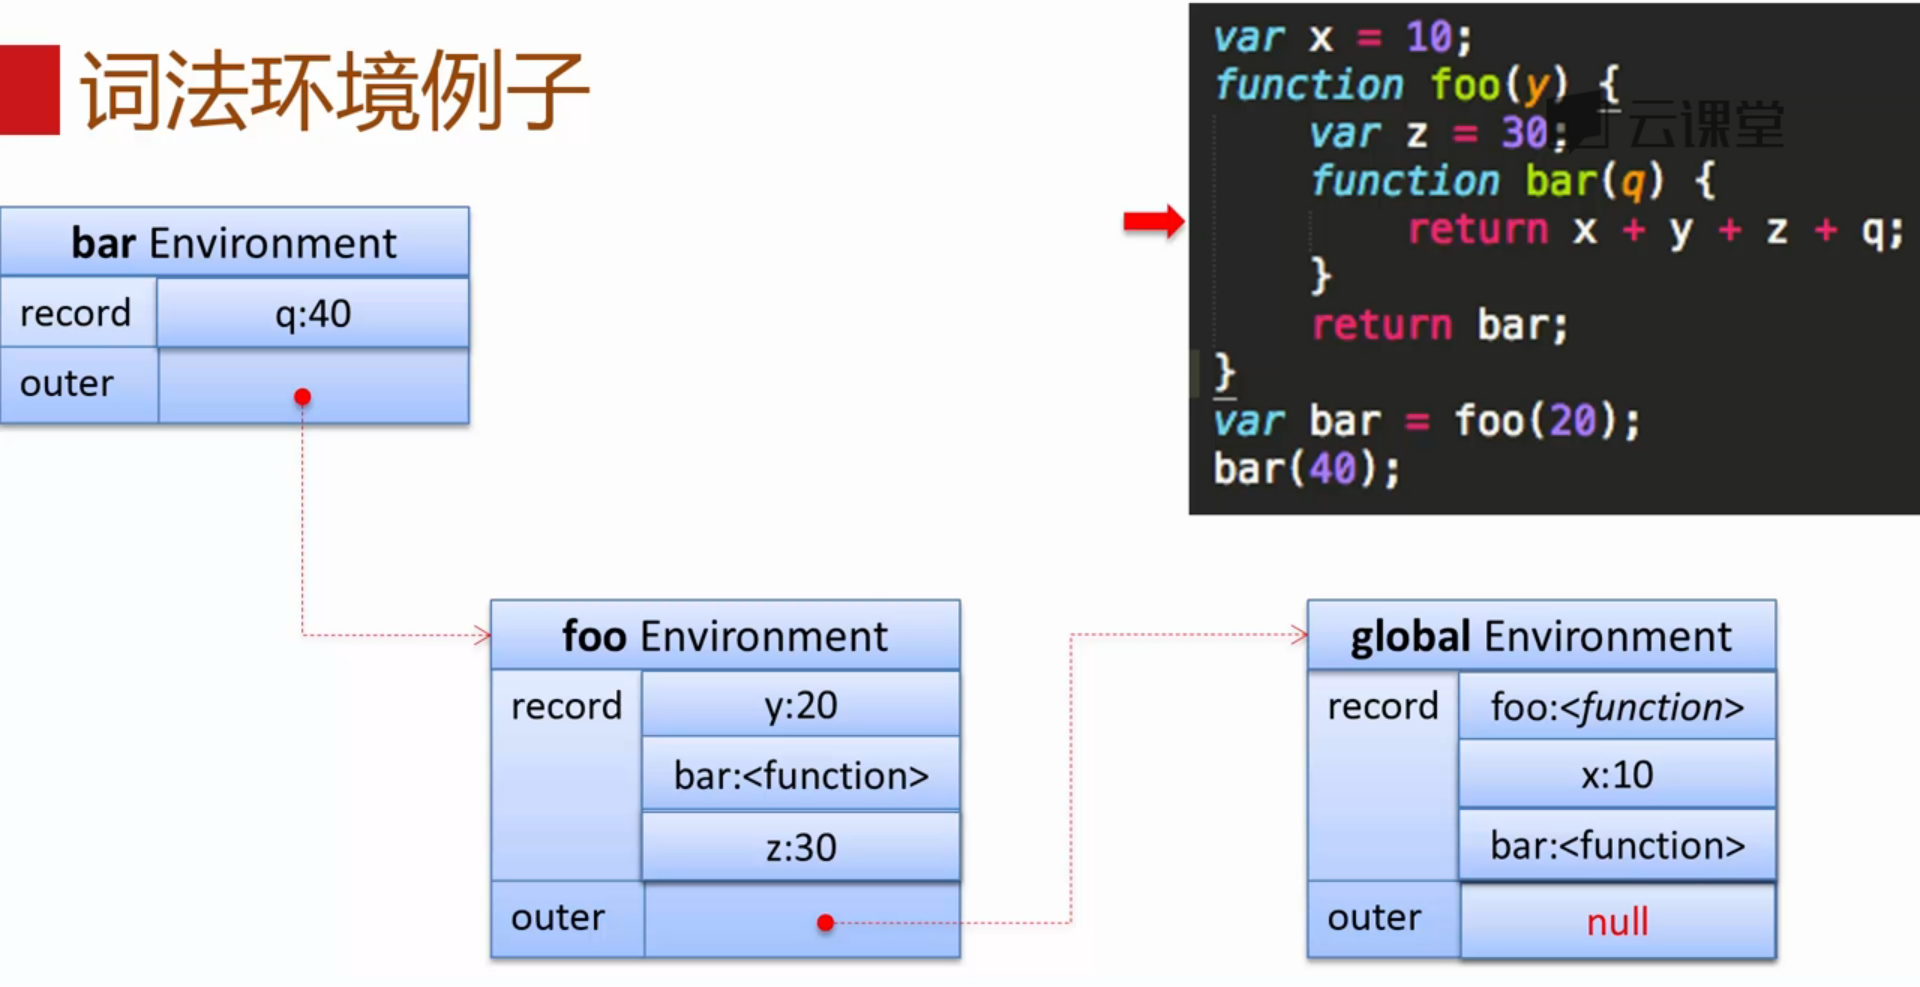 词法环境例子
var x = 10;
function foo(y) {
var z = 30;
function bar(q) {
return x + y + z + q;
}
return bar;
}
var bar = foo(20);
bar(40);
云课堂
bar Environment
record q:40
outer
foo Environment
record y:20
bar:<function>
z:30
outer
global Environment
record foo:<function>
x:10
bar:<function>
outer null